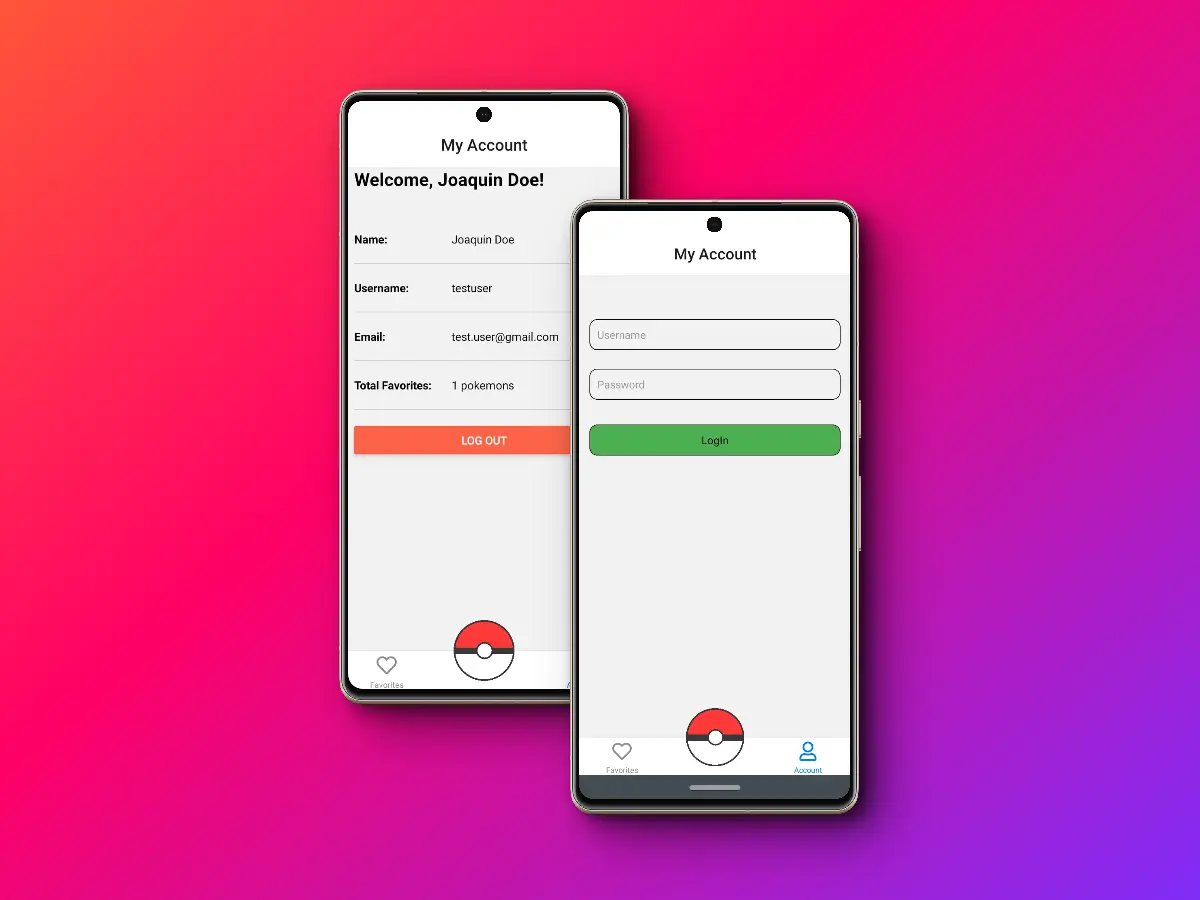 My Account
Welcome, Joaquin Doe!
Name: Joaquin Doe
Username: testuser
Email: test.user@gmail.com
Total Favorites: 1 pokemons
LOG OUT
Favorites
My Account
Username
Password
LogIn
Favorites
Account